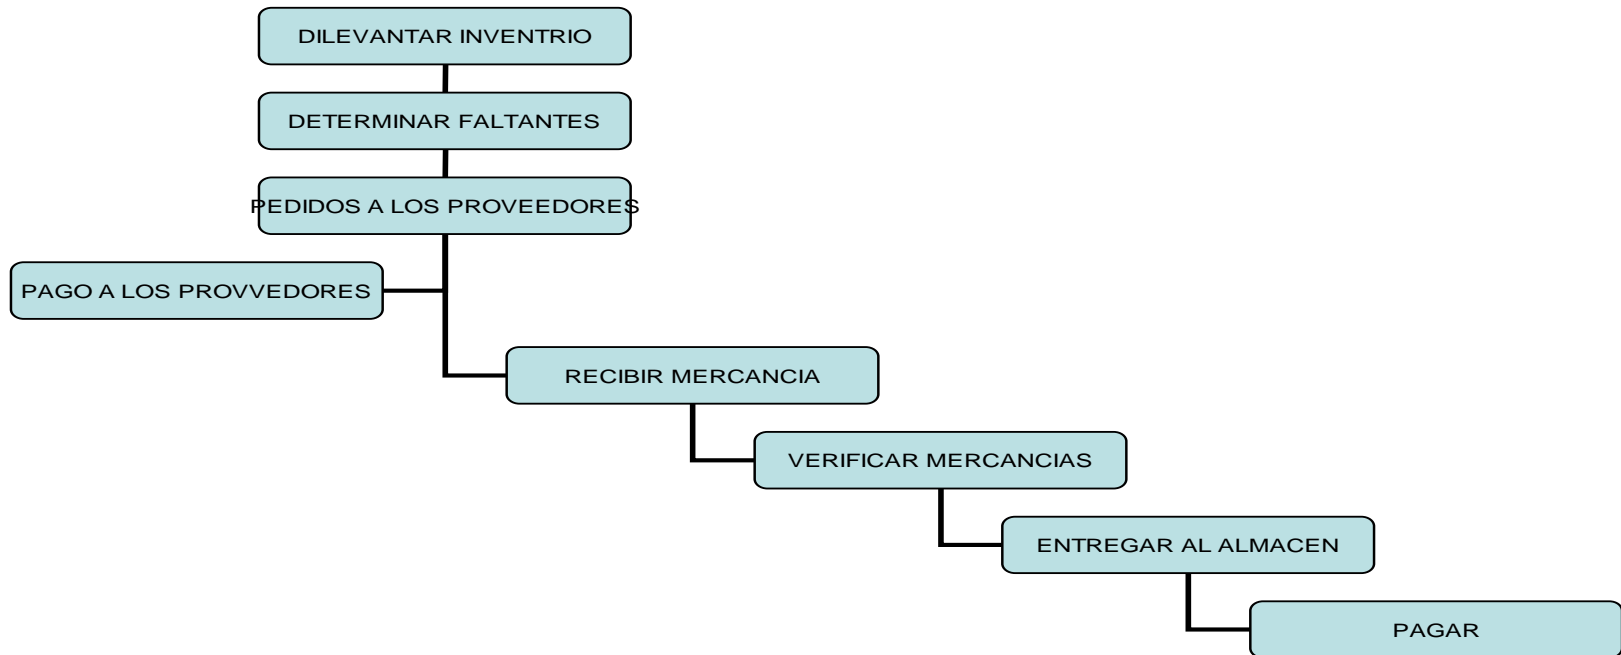 DILEVANTAR INVENTRIO
DETERMINAR FALTANTES
PEDIDOS A LOS PROVEEDORES
PAGO A LOS PROVVEDORES
RECIBIR MERCANCIA
VERIFICAR MERCANCIAS
ENTREGAR AL ALMACEN
PAGAR